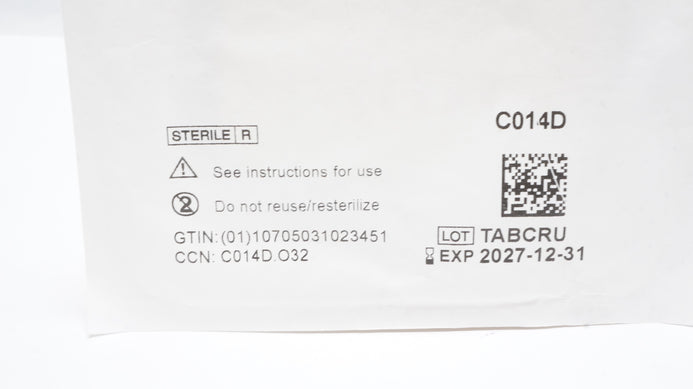 C014D
STERILE R
See instructions for use
2 Do not reuse/resterilize
GTIN: (01)10705031023451
CCN: C014D.O32
LOT TABCRU
EXP 2027-12-31